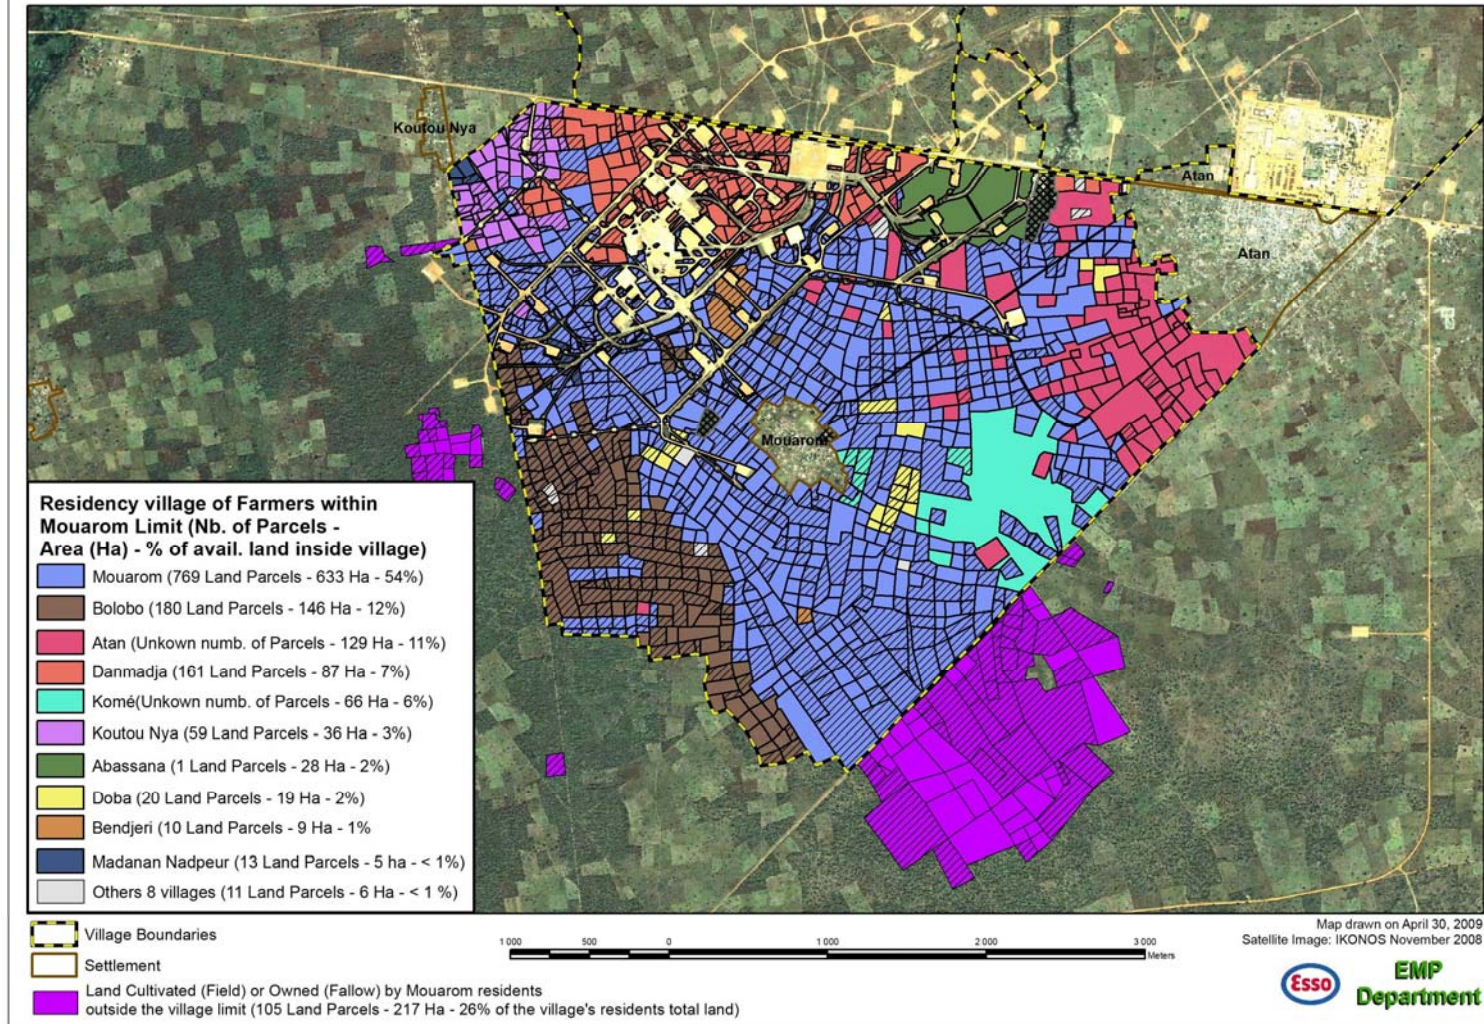 Koutou Nya
Atan
Atan
Mouarom
Residency village of Farmers within
Mouarom Limit (Nb. of Parcels -
Area (Ha) - % of avail. land inside village)
Mouarom (769 Land Parcels - 633 Ha - 54%)
Bolobo (180 Land Parcels - 146 Ha - 12%)
Atan (Unkown numb. of Parcels - 129 Ha - 11%)
Danmadja (161 Land Parcels - 87 Ha - 7%)
Komé(Unkown numb. of Parcels - 66 Ha - 6%)
Koutou Nya (59 Land Parcels - 36 Ha - 3%)
Abassana (1 Land Parcels - 28 Ha - 2%)
Doba (20 Land Parcels - 19 Ha - 2%)
Bendjeri (10 Land Parcels - 9 Ha - 1%
Madanan Nadpeur (13 Land Parcels - 5 ha - < 1%)
Others 8 villages (11 Land Parcels - 6 Ha - < 1 %)
Village Boundaries
Settlement
Land Cultivated (Field) or Owned (Fallow) by Mouarom residents
outside the village limit (105 Land Parcels - 217 Ha - 26% of the village's residents total land)
1 000 500 0 1 000 2 000 3 000
Meters
Map drawn on April 30, 2009
Satellite Image: IKONOS November 2008
Esso
EMP
Department